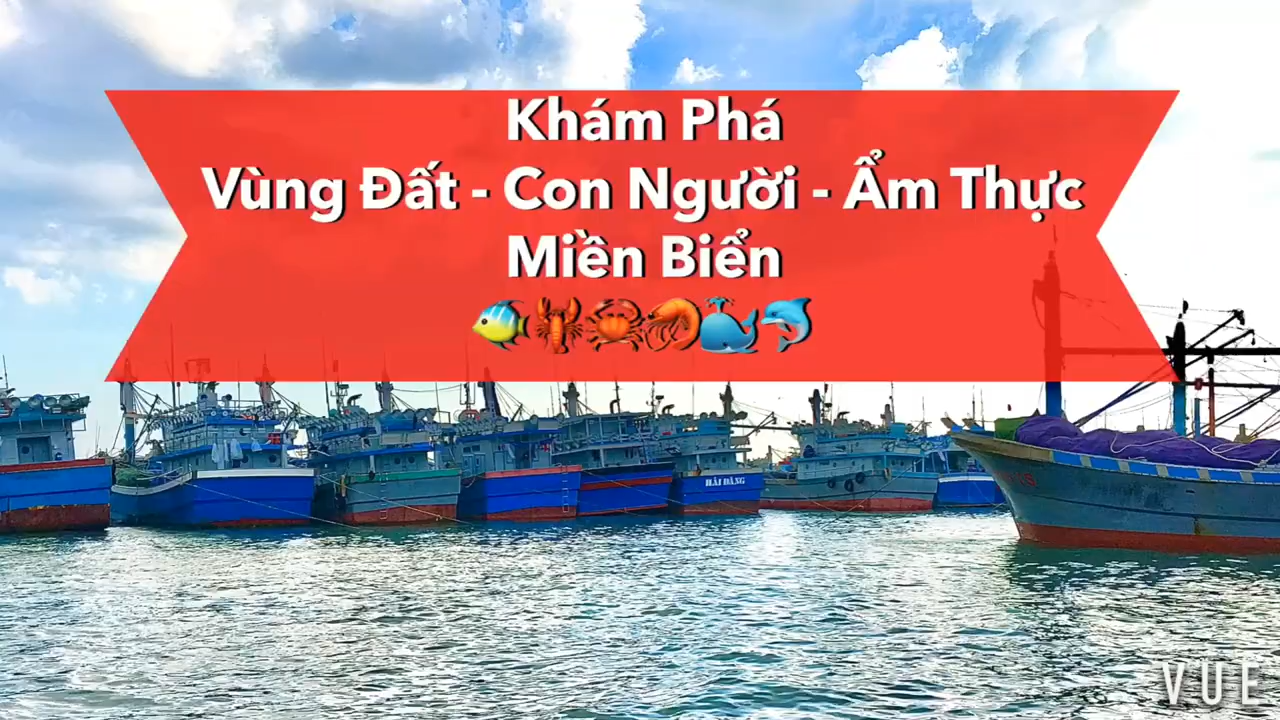 Khám Phá
Vùng Đất - Con Người - Ẩm Thực
Miền Biển
HẢI ĐĂNG
VUE